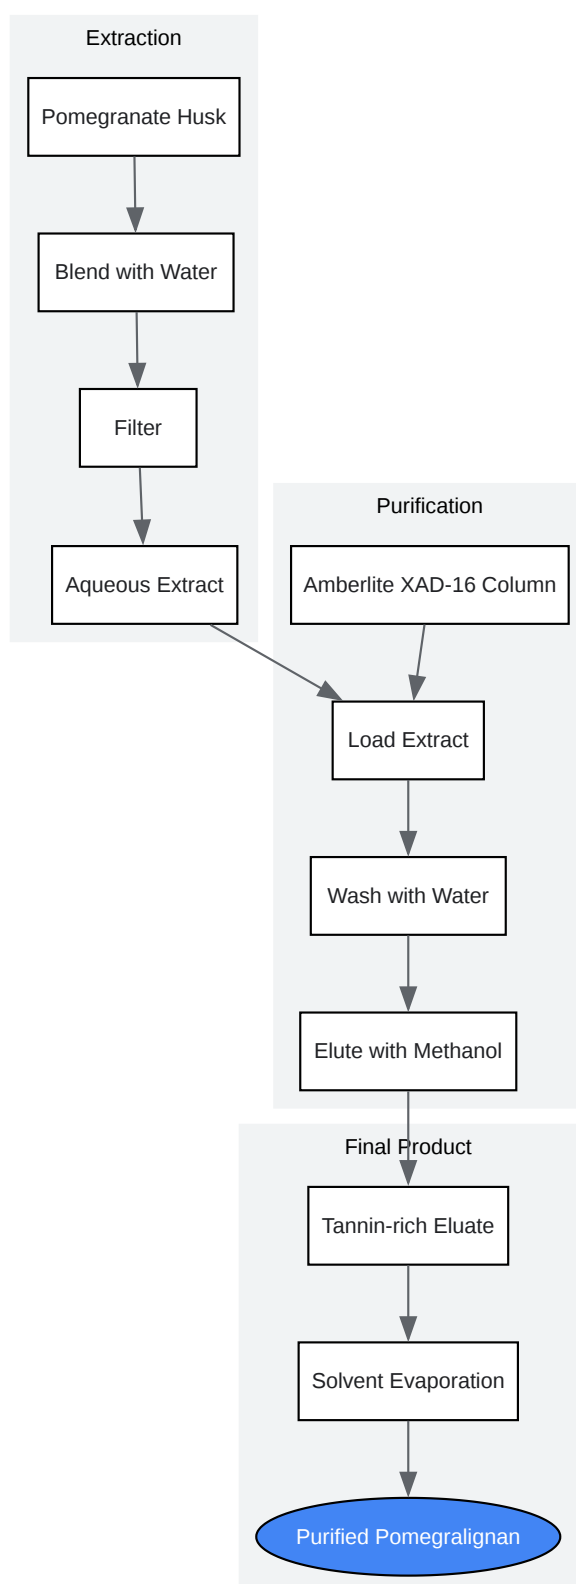 Extraction
Pomegranate Husk
Blend with Water
Filter
Aqueous Extract
Purification
Amberlite XAD-16 Column
Load Extract
Wash with Water
Elute with Methanol
Final Product
Tannin-rich Eluate
Solvent Evaporation
Purified Pomegralignan